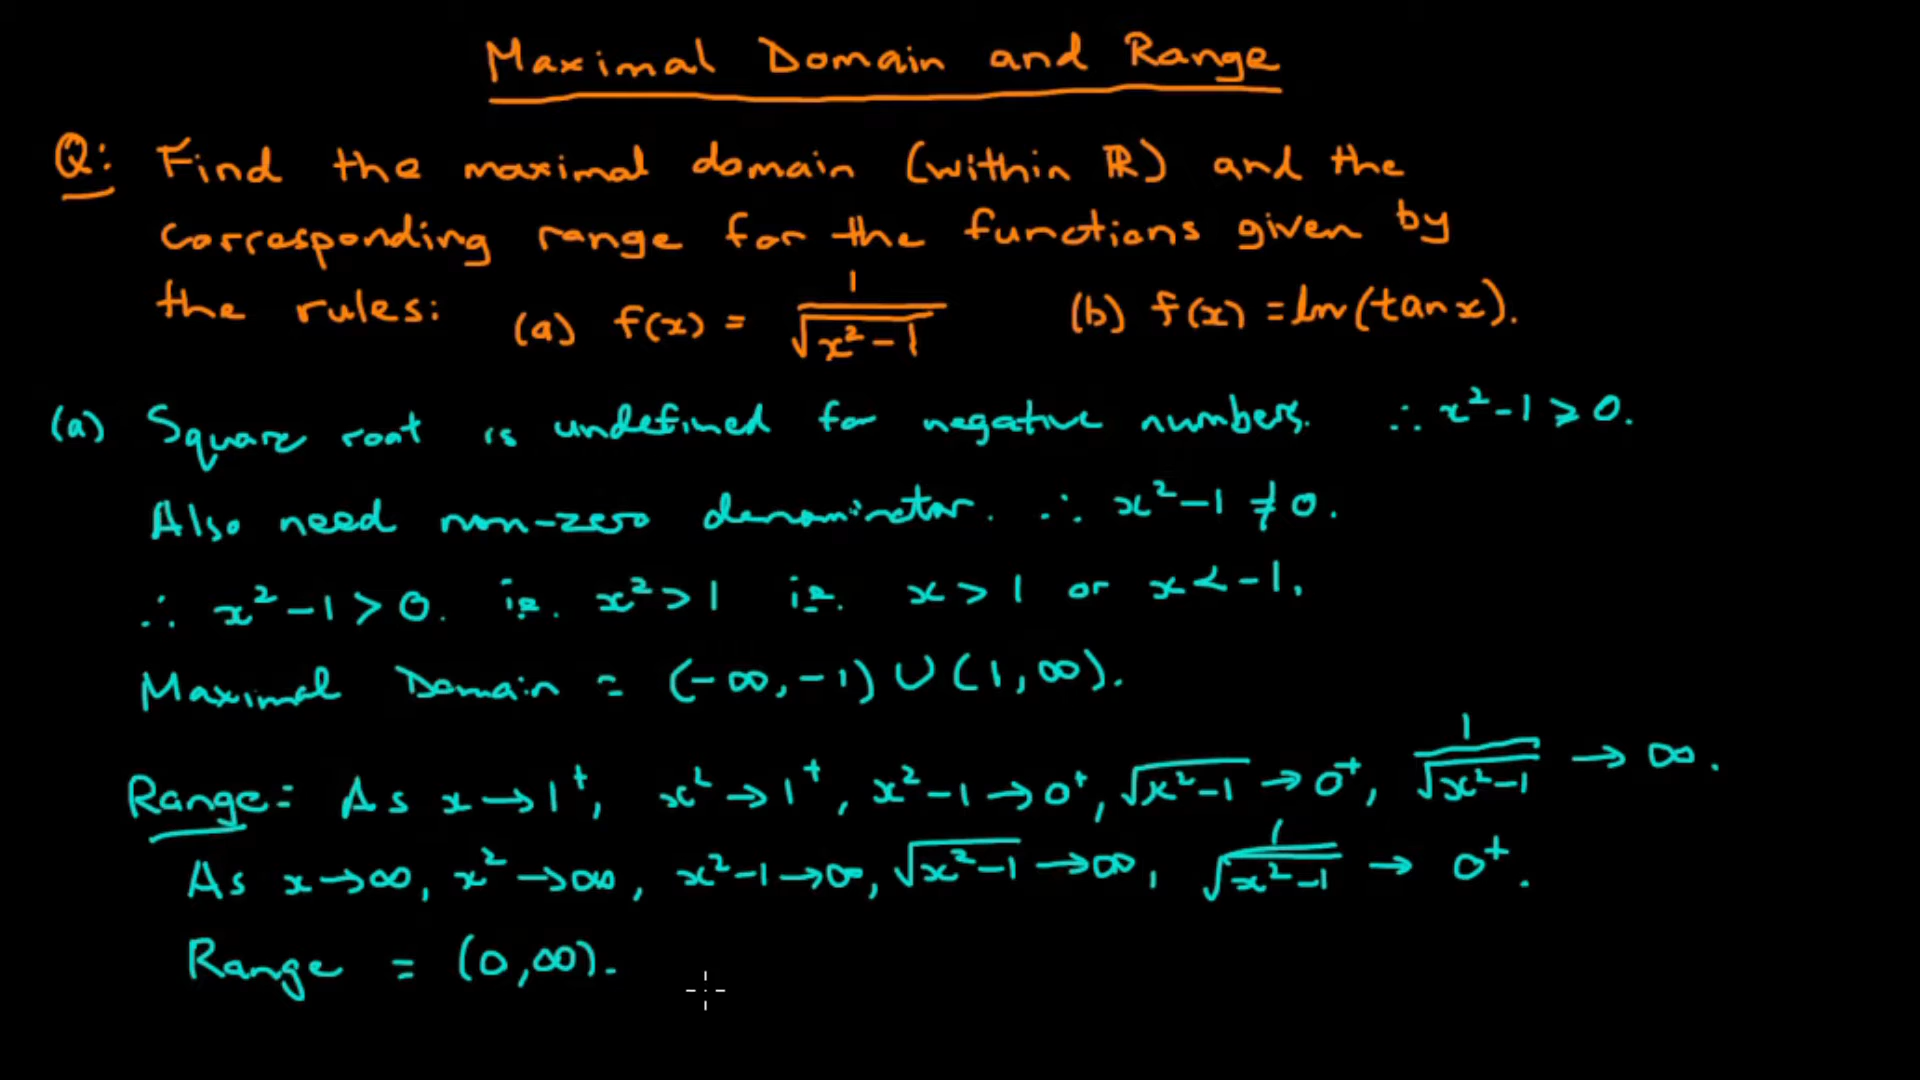 Maximal Domain and Range
Q: Find the maximal domain (within ℝ) and the
corresponding range for the functions given by
the rules: (a) f(x) = 1/√(x²-1) (b) f(x) = ln(tan x).
(a) Square root is undefined for negative numbers. ∴ x²-1 ≥ 0.
Also need non-zero denominator. ∴ x²-1 ≠ 0.
∴ x²-1 > 0. ie. x² > 1 ie. x > 1 or x < -1.
Maximal Domain = (-∞, -1) ∪ (1, ∞).
Range: As x → 1⁺, x² → 1⁺, x²-1 → 0⁺, √(x²-1) → 0⁺, 1/√(x²-1) → ∞.
As x → ∞, x² → ∞, x²-1 → ∞, √(x²-1) → ∞, 1/√(x²-1) → 0⁺.
Range = (0, ∞).